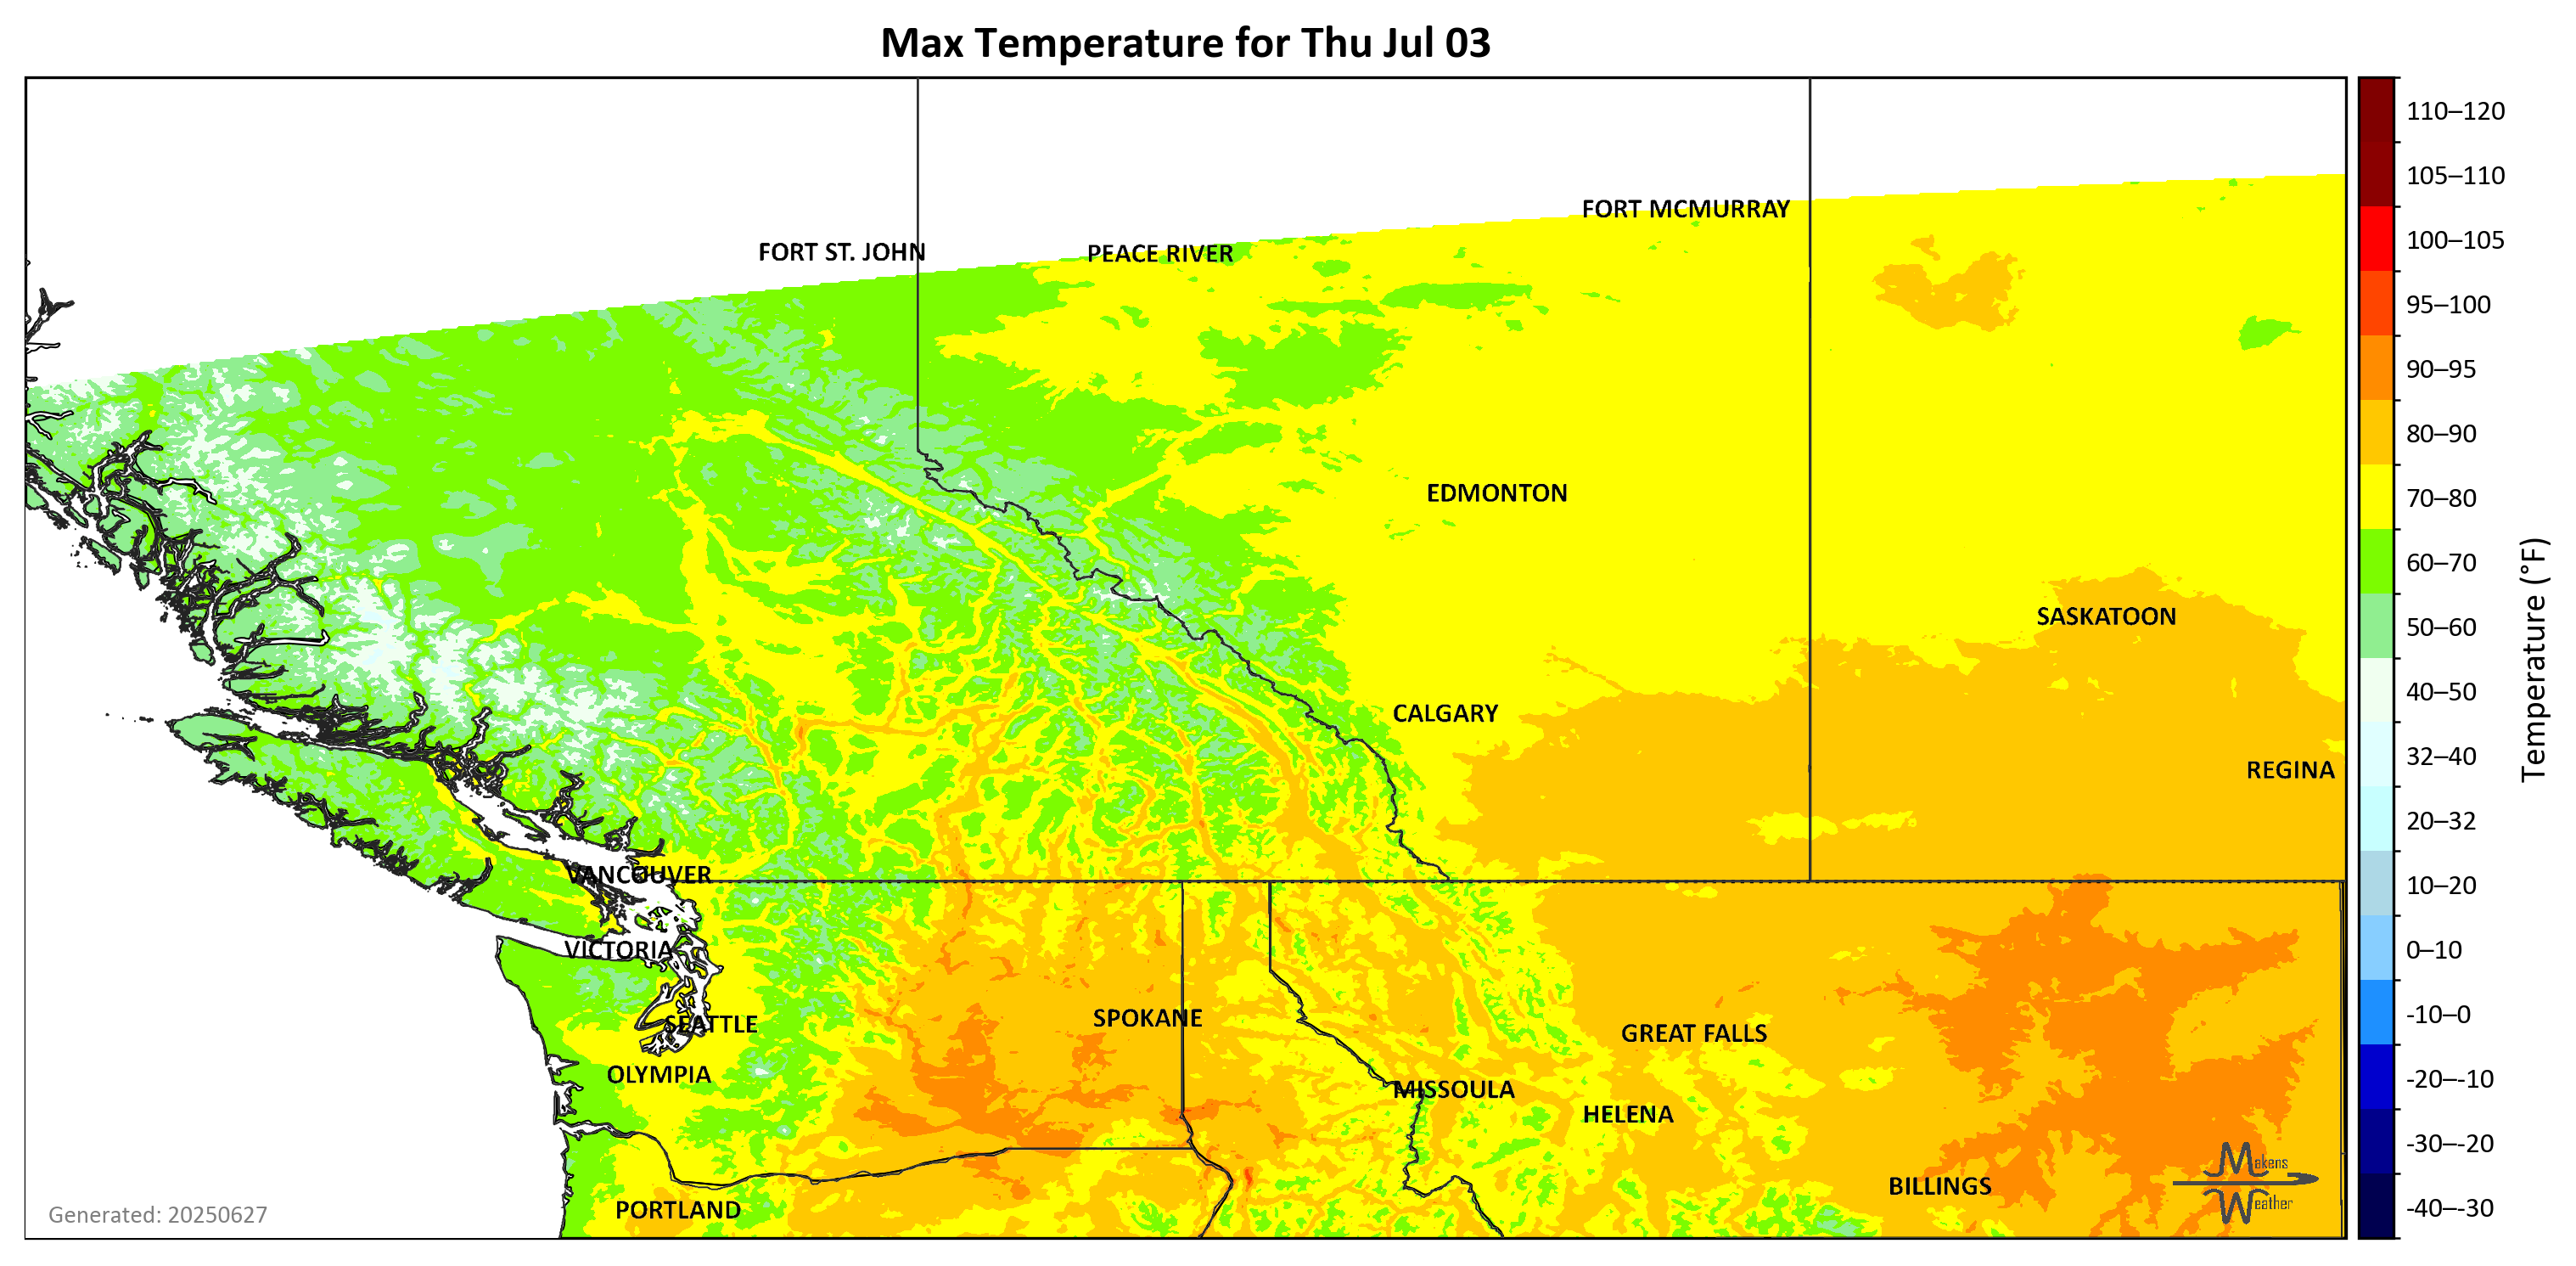 Max Temperature for Thu Jul 03
110–120
105–110
FORT MCMURRAY
100–105
FORT ST. JOHN
PEACE RIVER
95–100
90–95
80–90
EDMONTON
70–80
60–70
SASKATOON
50–60
Temperature (°F)
40–50
CALGARY
32–40
REGINA
20–32
VANCOUVER
10–20
VICTORIA
0–10
SPOKANE
-10–0
SEATTLE
GREAT FALLS
OLYMPIA
-20–-10
MISSOULA
HELENA
-30–-20
Makens
Weather
BILLINGS
PORTLAND
-40–-30
Generated: 20250627